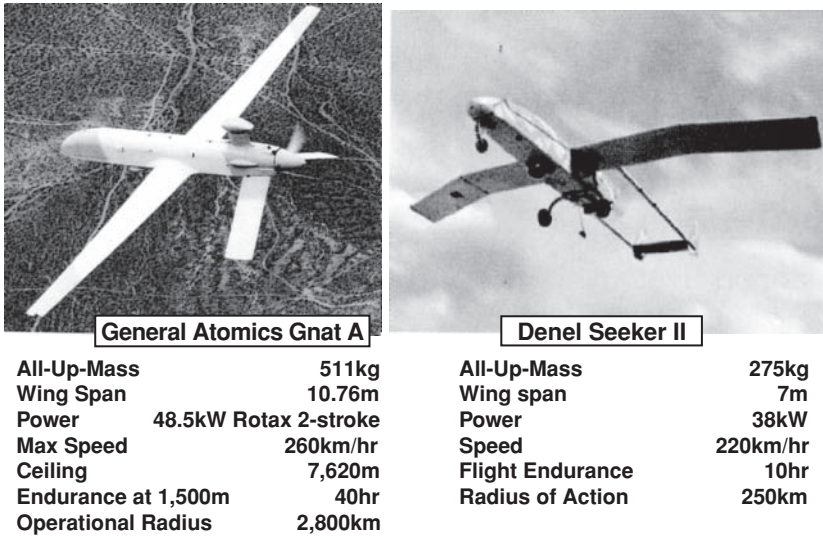 General Atomics Gnat A
All-Up-Mass 511kg
Wing Span 10.76m
Power 48.5kW Rotax 2-stroke
Max Speed 260km/hr
Ceiling 7,620m
Endurance at 1,500m 40hr
Operational Radius 2,800km
Denel Seeker II
All-Up-Mass 275kg
Wing span 7m
Power 38kW
Speed 220km/hr
Flight Endurance 10hr
Radius of Action 250km